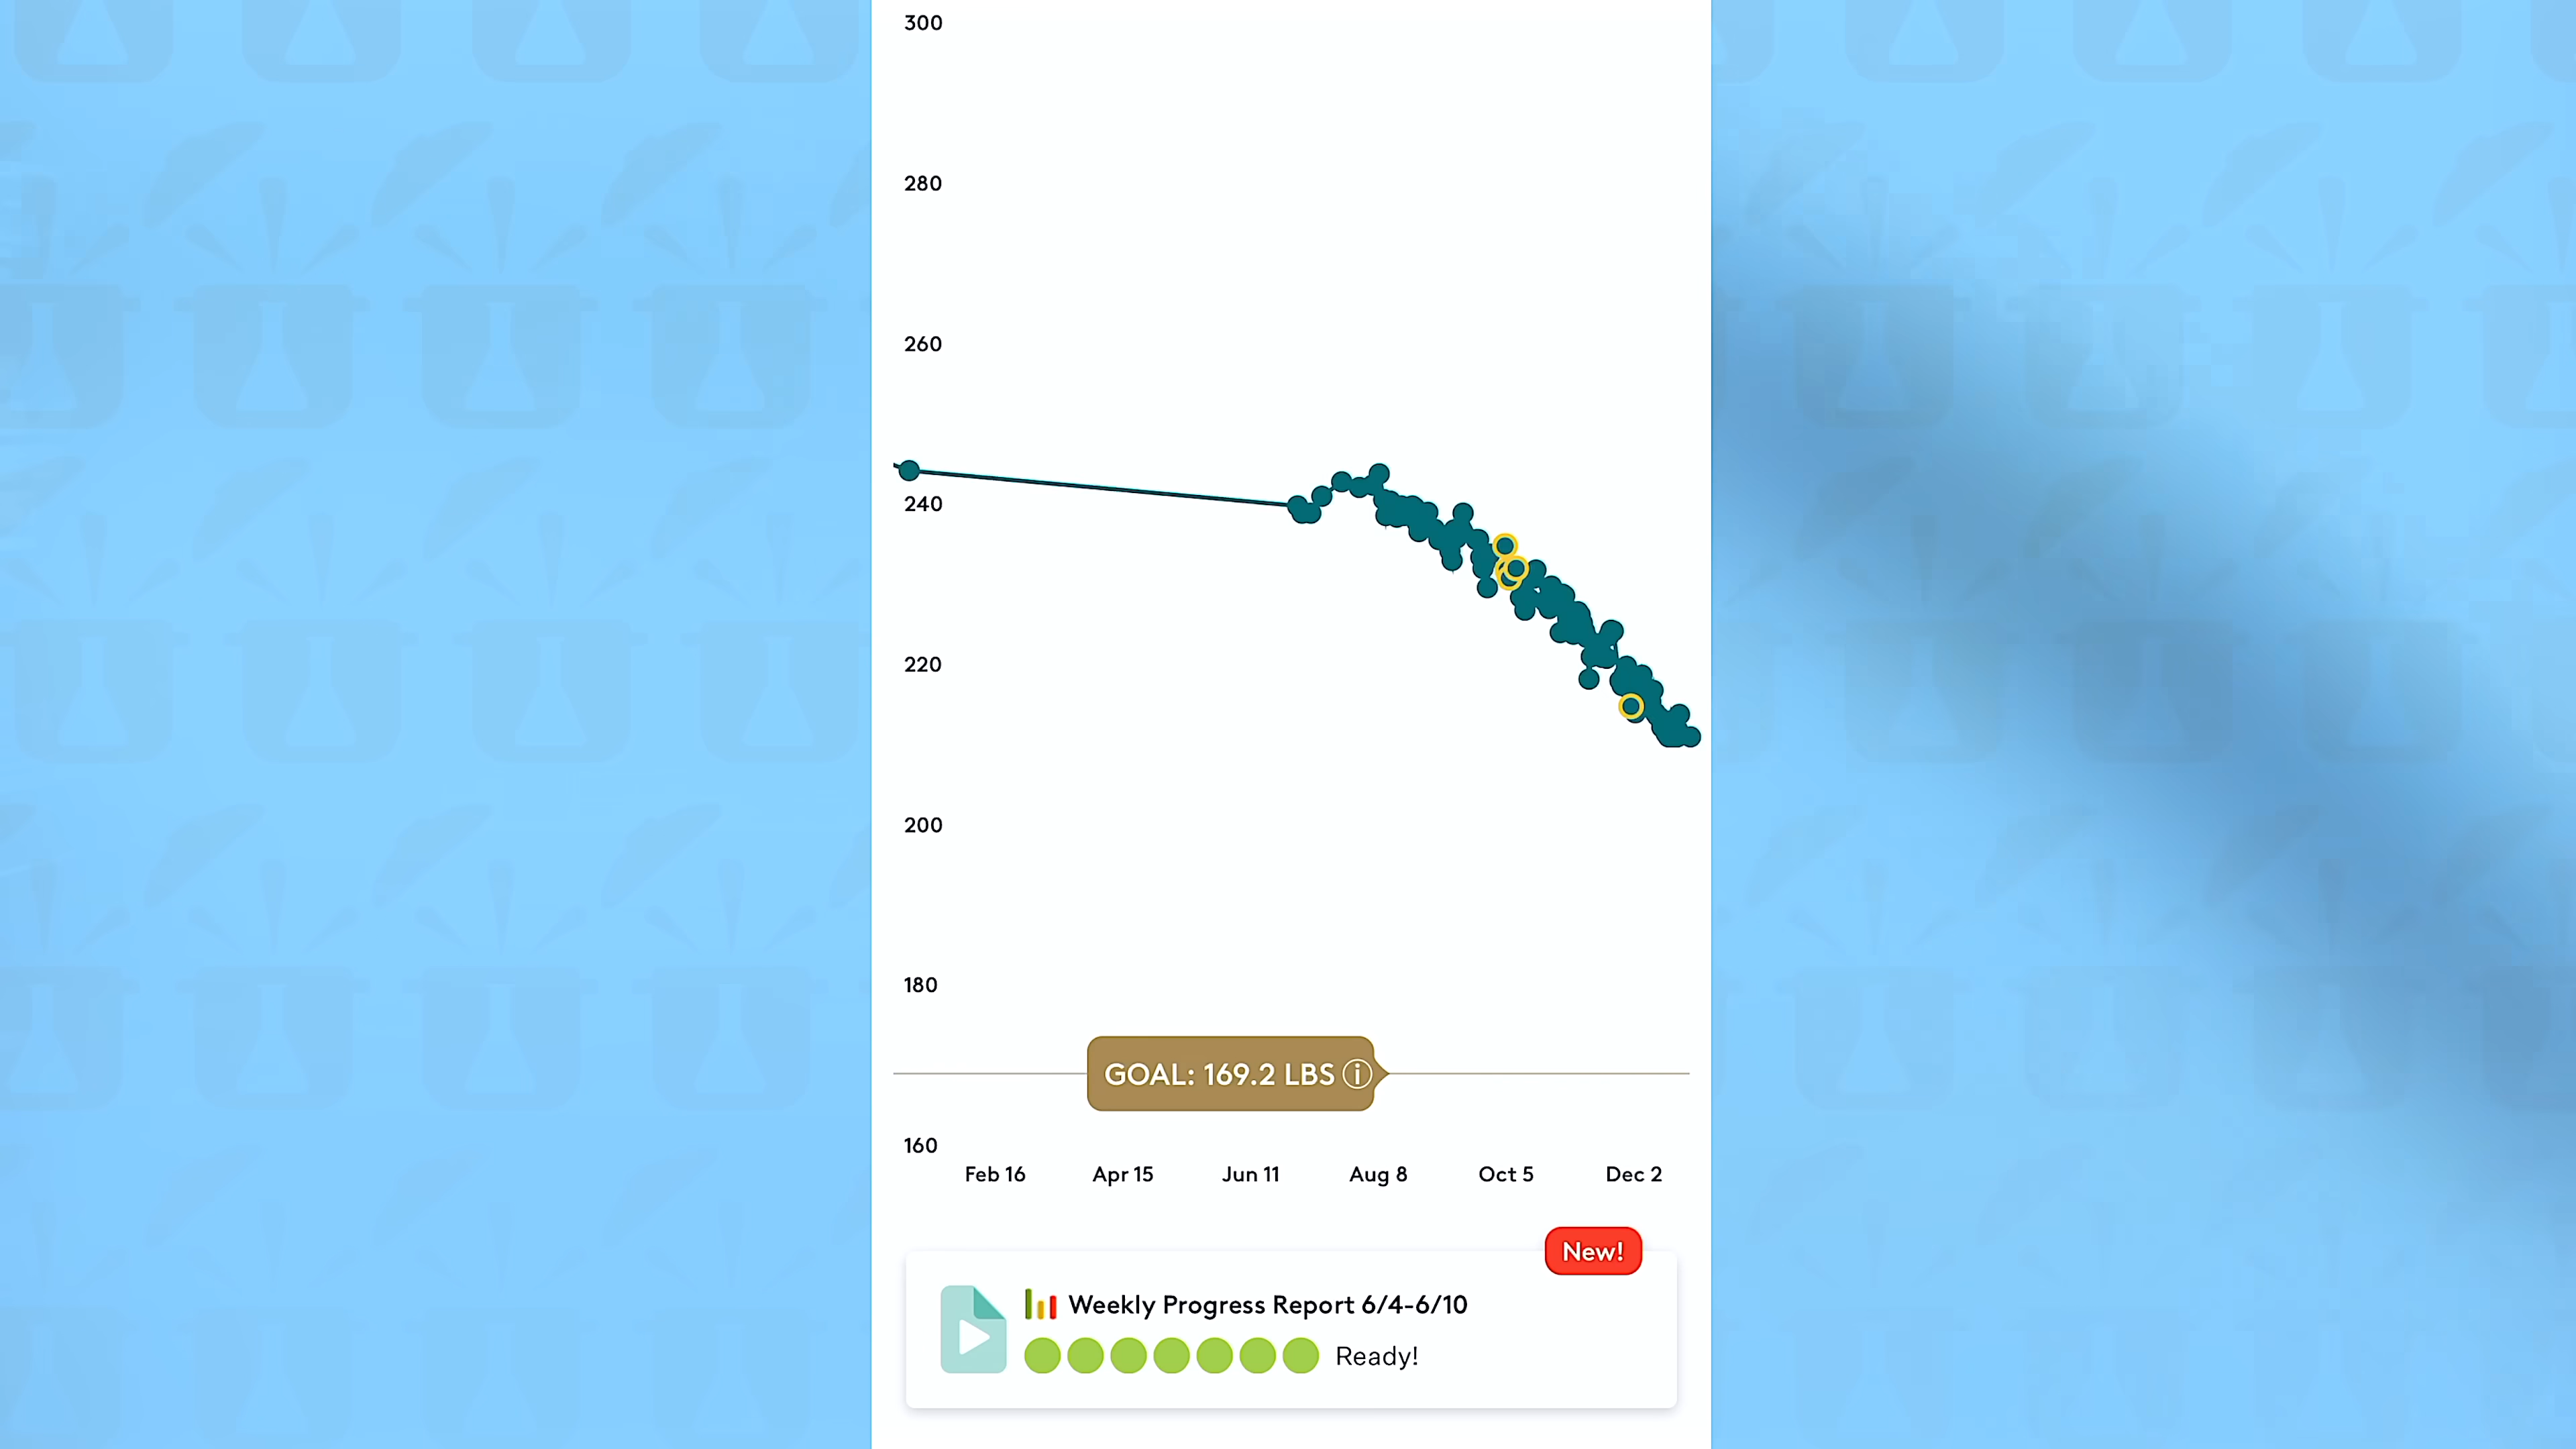 300
280
260
240
220
200
180
GOAL: 169.2 LBS ⓘ
160
Feb 16 Apr 15 Jun 11 Aug 8 Oct 5 Dec 2
New!
Weekly Progress Report 6/4-6/10
Ready!